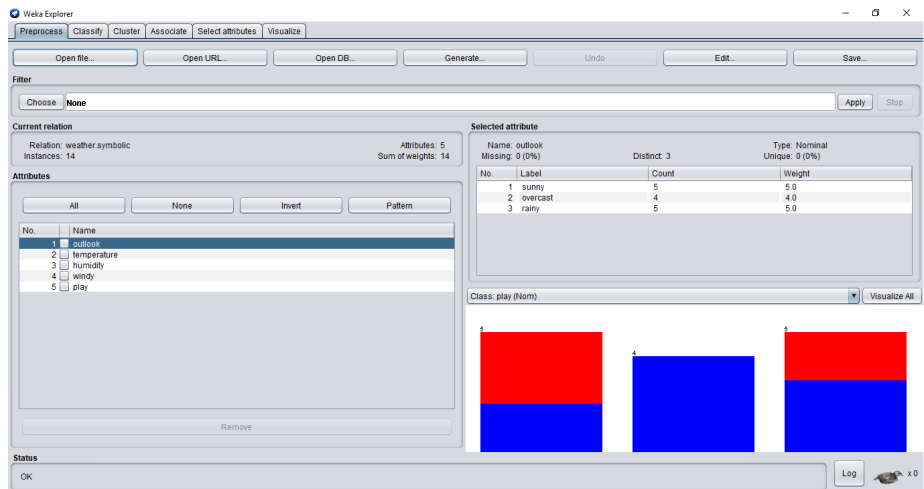 Weka Explorer
Preprocess Classify Cluster Associate Select attributes Visualize
Open file... Open URL... Open DB... Generate... Undo Edit... Save...
Filter
Choose None Apply Stop
Current relation
Relation: weather.symbolic Attributes: 5
Instances: 14 Sum of weights: 14
Attributes
All None Invert Pattern
No. Name
1 outlook
2 temperature
3 humidity
4 windy
5 play
Remove
Selected attribute
Name: outlook Type: Nominal
Missing: 0 (0%) Distinct: 3 Unique: 0 (0%)
No. Label Count Weight
1 sunny 5 5.0
2 overcast 4 4.0
3 rainy 5 5.0
Class: play (Nom) Visualize All
5 4 5
Status
OK Log x 0